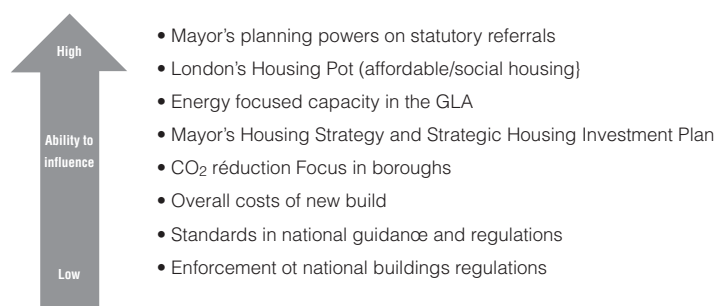 High
Ability to
influence
Low
• Mayor's planning powers on statutory referrals
• London's Housing Pot (affordable/social housing}
• Energy focused capacity in the GLA
• Mayor's Housing Strategy and Strategic Housing Investment Plan
• CO₂ réduction Focus in boroughs
• Overall costs of new build
• Standards in national guidanœ and regulations
• Enforcement ot national buildings regulations